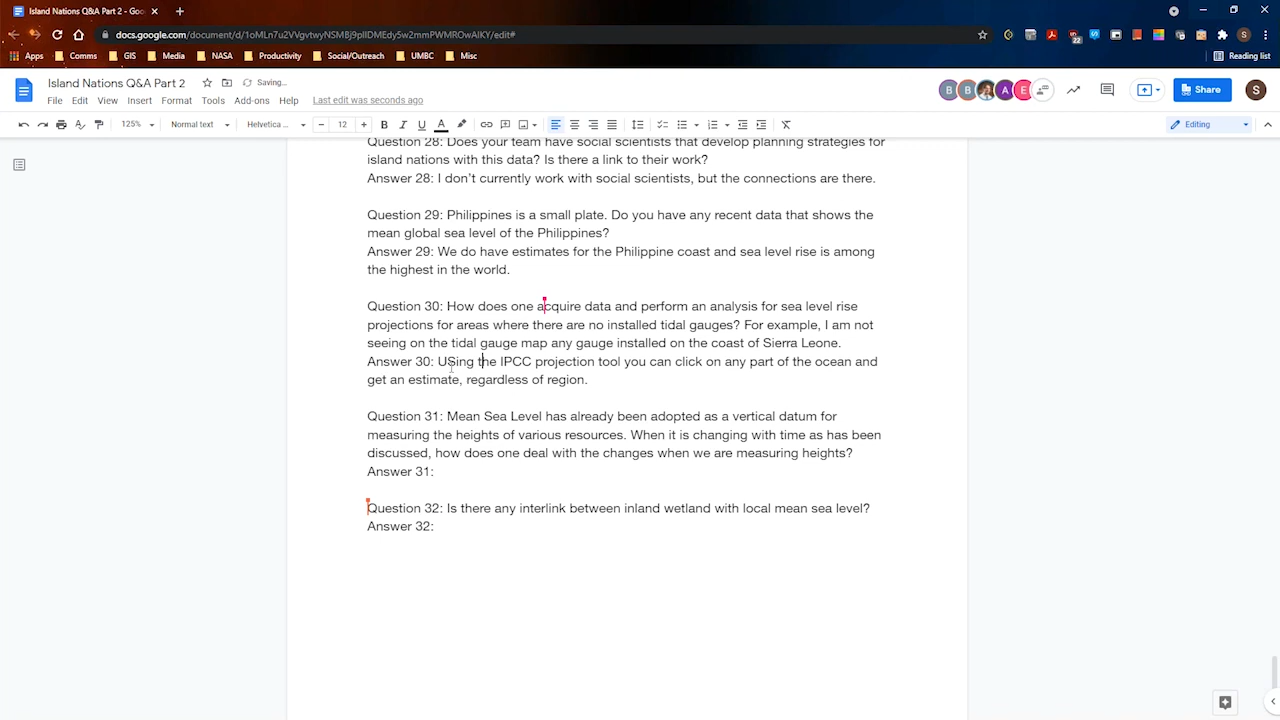 Island Nations Q&A Part 2 - Goo
docs.google.com/document/d/1oMLn7u2VVgvtwyNSMBj9pIIDMEdy5w2mmPWMROwAIKY/edit#
Apps Comms GIS Media NASA Productivity Social/Outreach UMBC Misc Reading list
Island Nations Q&A Part 2 Saving...
File Edit View Insert Format Tools Add-ons Help Last edit was seconds ago
B B A E Share S
125% Normal text Helvetica ... 12 B I U A Editing
Question 28: Does your team have social scientists that develop planning strategies for
island nations with this data? Is there a link to their work?
Answer 28: I don't currently work with social scientists, but the connections are there.
Question 29: Philippines is a small plate. Do you have any recent data that shows the
mean global sea level of the Philippines?
Answer 29: We do have estimates for the Philippine coast and sea level rise is among
the highest in the world.
Question 30: How does one acquire data and perform an analysis for sea level rise
projections for areas where there are no installed tidal gauges? For example, I am not
seeing on the tidal gauge map any gauge installed on the coast of Sierra Leone.
Answer 30: USing the IPCC projection tool you can click on any part of the ocean and
get an estimate, regardless of region.
Question 31: Mean Sea Level has already been adopted as a vertical datum for
measuring the heights of various resources. When it is changing with time as has been
discussed, how does one deal with the changes when we are measuring heights?
Answer 31:
Question 32: Is there any interlink between inland wetland with local mean sea level?
Answer 32: